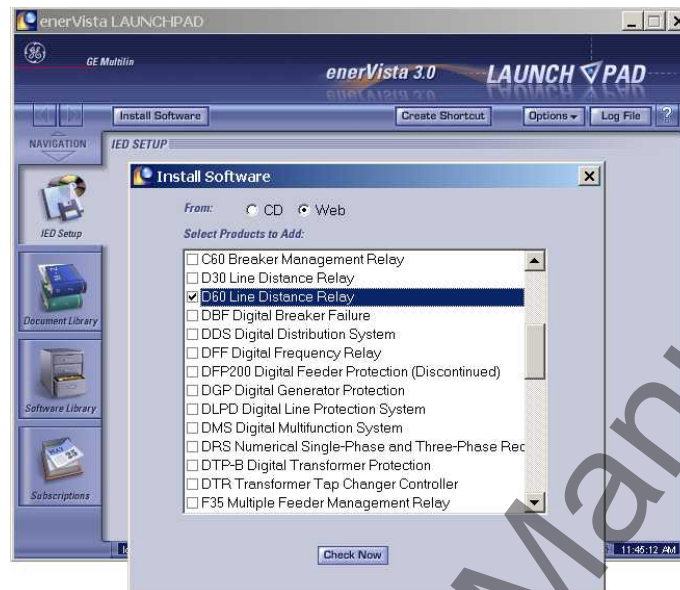 enerVista LAUNCHPAD
GE Multilin
enerVista 3.0
LAUNCH PAD
Install Software
Create Shortcut
Options
Log File
?
NAVIGATION
IED SETUP
IED Setup
Document Library
Software Library
MAY 25
Subscriptions
Install Software
From: CD Web
Select Products to Add:
C60 Breaker Management Relay
D30 Line Distance Relay
D60 Line Distance Relay
DBF Digital Breaker Failure
DDS Digital Distribution System
DFF Digital Frequency Relay
DFP200 Digital Feeder Protection (Discontinued)
DGP Digital Generator Protection
DLPD Digital Line Protection System
DMS Digital Multifunction System
DRS Numerical Single-Phase and Three-Phase Rec
DTP-B Digital Transformer Protection
DTR Transformer Tap Changer Controller
F35 Multiple Feeder Management Relay
Check Now
11:45:12 AM
Manu